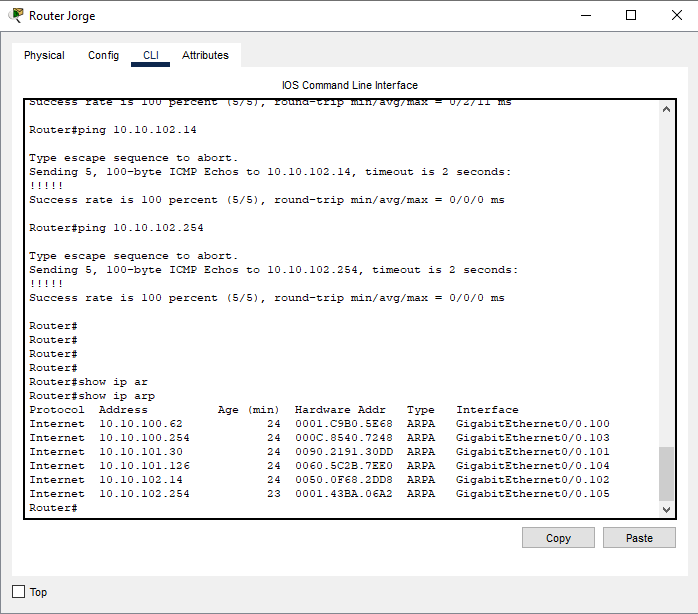 Router Jorge
Physical Config CLI Attributes
IOS Command Line Interface
Success rate is 100 percent (5/5), round-trip min/avg/max = 0/2/11 ms
Router#ping 10.10.102.14
Type escape sequence to abort.
Sending 5, 100-byte ICMP Echos to 10.10.102.14, timeout is 2 seconds:
!!!!!
Success rate is 100 percent (5/5), round-trip min/avg/max = 0/0/0 ms
Router#ping 10.10.102.254
Type escape sequence to abort.
Sending 5, 100-byte ICMP Echos to 10.10.102.254, timeout is 2 seconds:
!!!!!
Success rate is 100 percent (5/5), round-trip min/avg/max = 0/0/0 ms
Router#
Router#
Router#
Router#
Router#show ip ar
Router#show ip arp
Protocol Address Age (min) Hardware Addr Type Interface
Internet 10.10.100.62 24 0001.C9B0.5E68 ARPA GigabitEthernet0/0.100
Internet 10.10.100.254 24 000C.8540.7248 ARPA GigabitEthernet0/0.103
Internet 10.10.101.30 24 0090.2191.30DD ARPA GigabitEthernet0/0.101
Internet 10.10.101.126 24 0060.5C2B.7EE0 ARPA GigabitEthernet0/0.104
Internet 10.10.102.14 24 0050.0F68.2DD8 ARPA GigabitEthernet0/0.102
Internet 10.10.102.254 23 0001.43BA.06A2 ARPA GigabitEthernet0/0.105
Router#
Copy Paste
Top